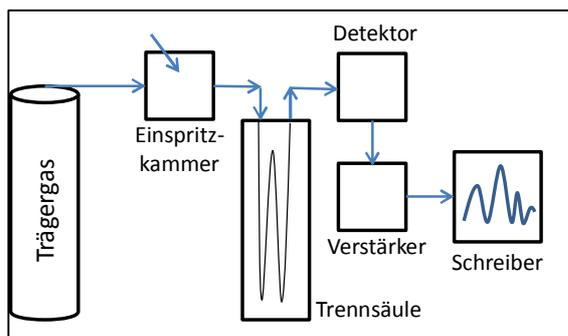 Trägergas
Einspritz-
kammer
Trennsäule
Detektor
Verstärker
Schreiber